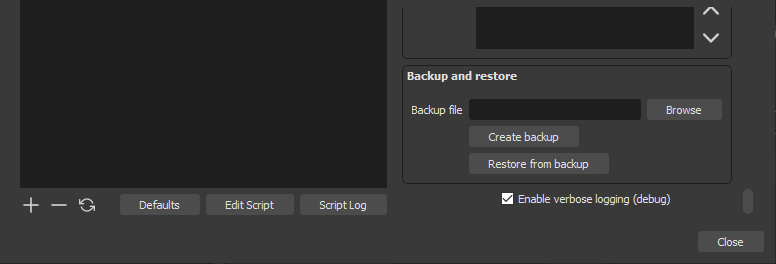 Backup and restore
Backup file
Browse
Create backup
Restore from backup
Enable verbose logging (debug)
Defaults
Edit Script
Script Log
Close